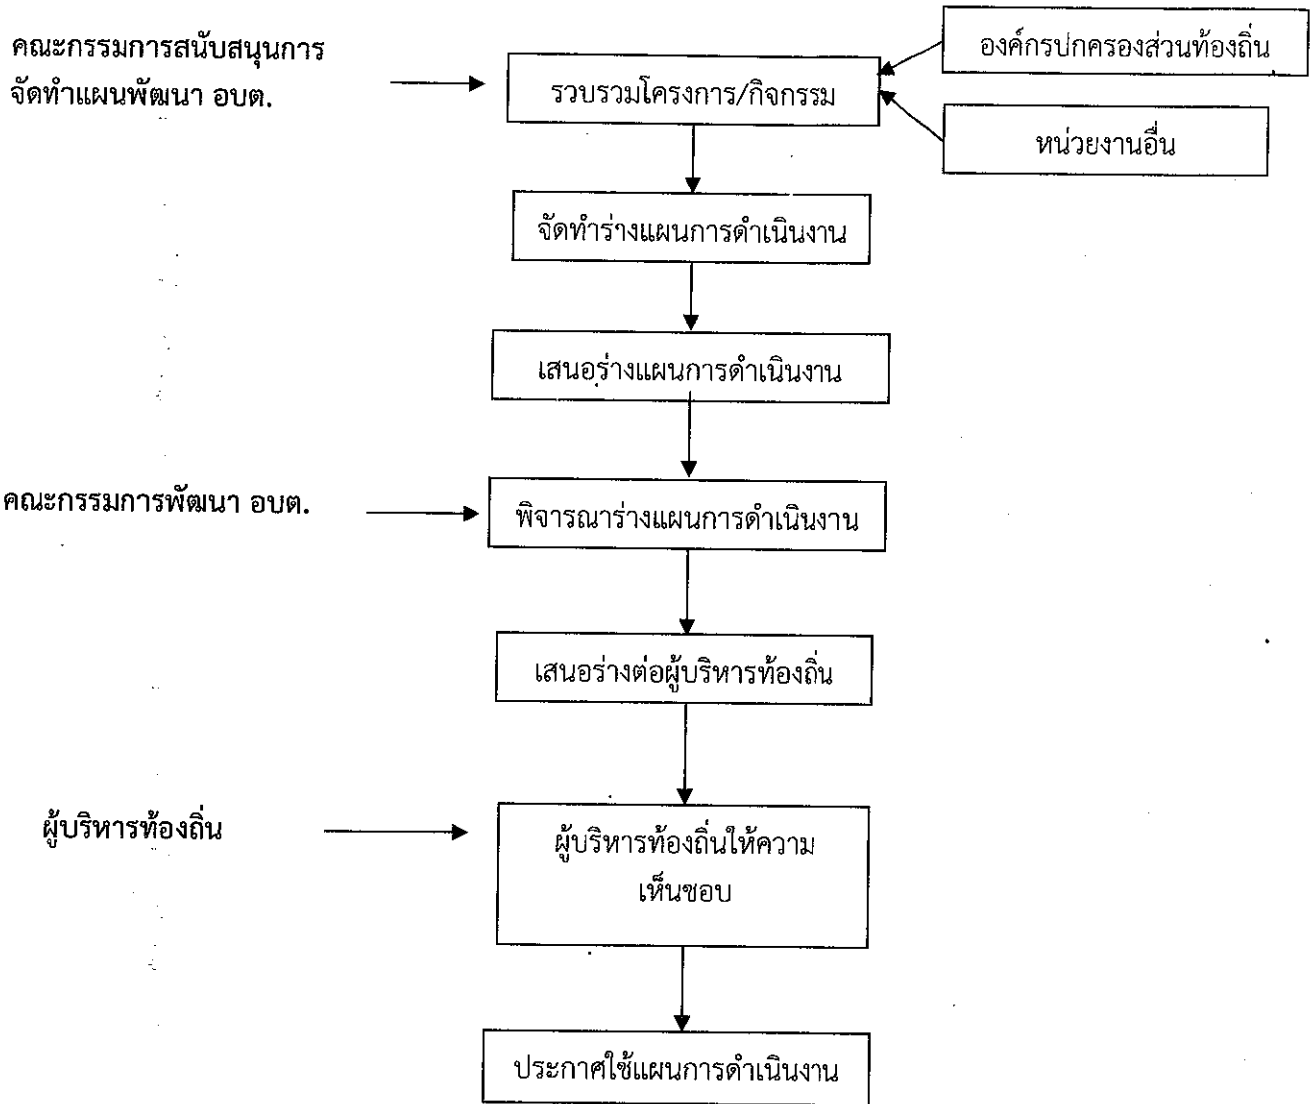 คณะกรรมการสนับสนุนการ
จัดทำแผนพัฒนา อบต.
รวบรวมโครงการ/กิจกรรม
องค์กรปกครองส่วนท้องถิ่น
หน่วยงานอื่น
จัดทำร่างแผนการดำเนินงาน
เสนอร่างแผนการดำเนินงาน
คณะกรรมการพัฒนา อบต.
พิจารณาร่างแผนการดำเนินงาน
เสนอร่างต่อผู้บริหารท้องถิ่น
ผู้บริหารท้องถิ่น
ผู้บริหารท้องถิ่นให้ความ
เห็นชอบ
ประกาศใช้แผนการดำเนินงาน